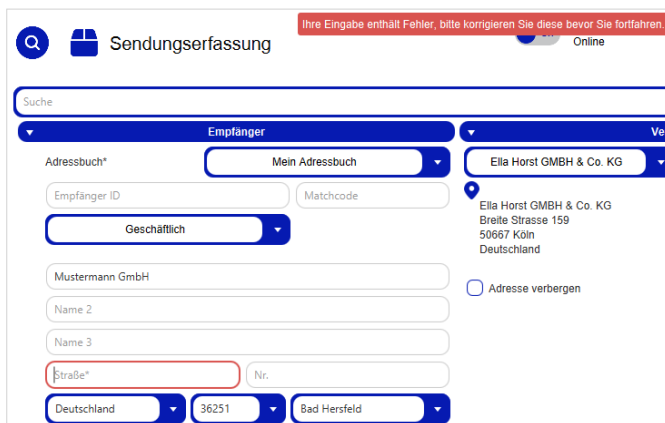 Ihre Eingabe enthält Fehler, bitte korrigieren Sie diese bevor Sie fortfahren.
Sendungserfassung
Online
Suche
Empfänger
Adressbuch*
Mein Adressbuch
Ella Horst GMBH & Co. KG
Empfänger ID
Matchcode
Ella Horst GMBH & Co. KG
Breite Strasse 159
50667 Köln
Deutschland
Geschäftlich
Mustermann GmbH
Adresse verbergen
Name 2
Name 3
Straße*
Nr.
Deutschland
36251
Bad Hersfeld